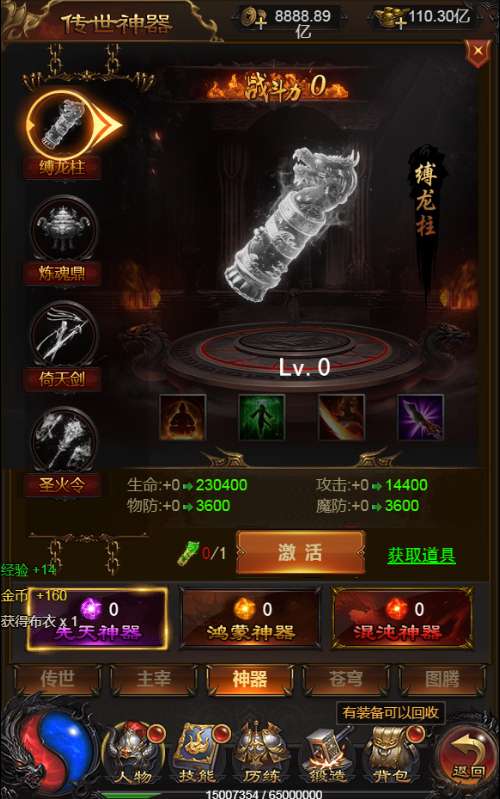 传世神器
8888.89
亿
110.30亿
战斗力 0
缚龙柱
缚龙柱
炼魂鼎
倚天剑
圣火令
Lv. 0
生命:+0 230400
攻击:+0 14400
物防:+0 3600
魔防:+0 3600
0/1
激活
获取道具
经验 +14
金币 +160
获得布衣 x 1
0
先天神器
0
鸿蒙神器
0
混沌神器
传世
主宰
神器
苍穹
图腾
有装备可以回收
人物
技能
历练
锻造
背包
返回
15007354 / 65000000